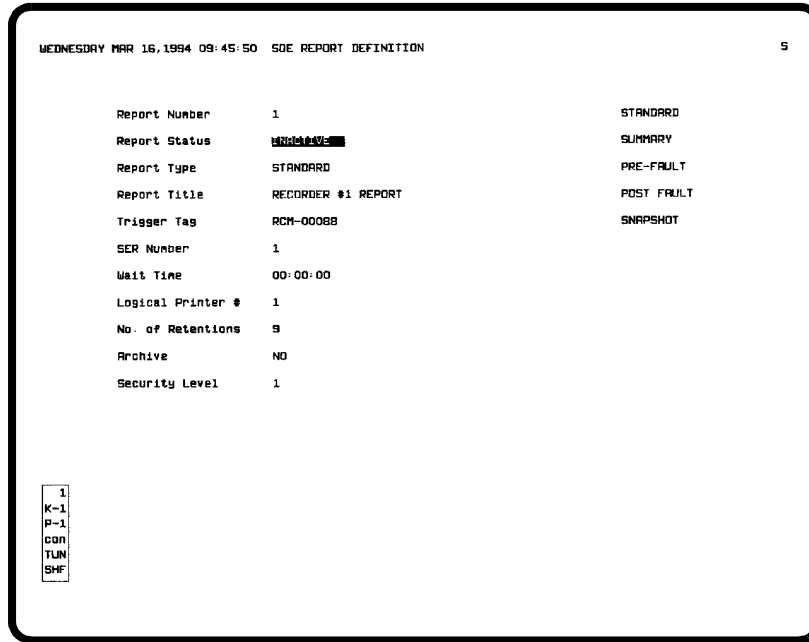 WEDNESDAY MAR 16,1994 09:45:50 SOE REPORT DEFINITION S
Report Number 1 STANDARD
Report Status INACTIVE SUMMARY
Report Type STANDARD PRE-FAULT
Report Title RECORDER #1 REPORT POST FAULT
Trigger Tag RCM-00088 SNAPSHOT
SER Number 1
Wait Time 00:00:00
Logical Printer # 1
No. of Retentions 9
Archive NO
Security Level 1
1
K-1
P-1
con
TUN
SHF